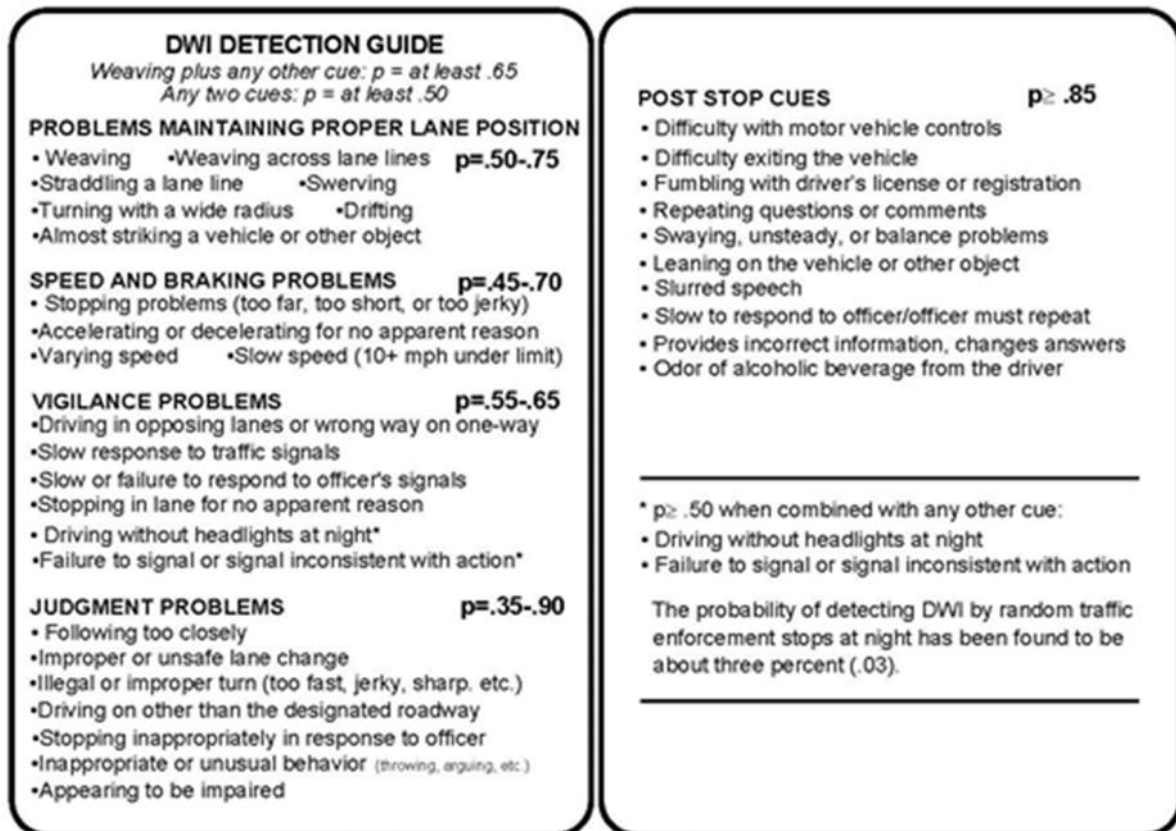 DWI DETECTION GUIDE
Weaving plus any other cue: p = at least .65
Any two cues: p = at least .50
PROBLEMS MAINTAINING PROPER LANE POSITION
• Weaving •Weaving across lane lines p=.50-.75
•Straddling a lane line •Swerving
•Turning with a wide radius •Drifting
•Almost striking a vehicle or other object
SPEED AND BRAKING PROBLEMS p=.45-.70
• Stopping problems (too far, too short, or too jerky)
•Accelerating or decelerating for no apparent reason
•Varying speed •Slow speed (10+ mph under limit)
VIGILANCE PROBLEMS p=.55-.65
•Driving in opposing lanes or wrong way on one-way
•Slow response to traffic signals
•Slow or failure to respond to officer's signals
•Stopping in lane for no apparent reason
• Driving without headlights at night*
•Failure to signal or signal inconsistent with action*
JUDGMENT PROBLEMS p=.35-.90
• Following too closely
•Improper or unsafe lane change
•Illegal or improper turn (too fast, jerky, sharp. etc.)
•Driving on other than the designated roadway
•Stopping inappropriately in response to officer
•Inappropriate or unusual behavior (throwing, arguing, etc.)
•Appearing to be impaired
POST STOP CUES p≥ .85
• Difficulty with motor vehicle controls
• Difficulty exiting the vehicle
• Fumbling with driver's license or registration
• Repeating questions or comments
• Swaying, unsteady, or balance problems
• Leaning on the vehicle or other object
• Slurred speech
• Slow to respond to officer/officer must repeat
• Provides incorrect information, changes answers
• Odor of alcoholic beverage from the driver
* p≥ .50 when combined with any other cue:
• Driving without headlights at night
• Failure to signal or signal inconsistent with action
The probability of detecting DWI by random traffic
enforcement stops at night has been found to be
about three percent (.03).